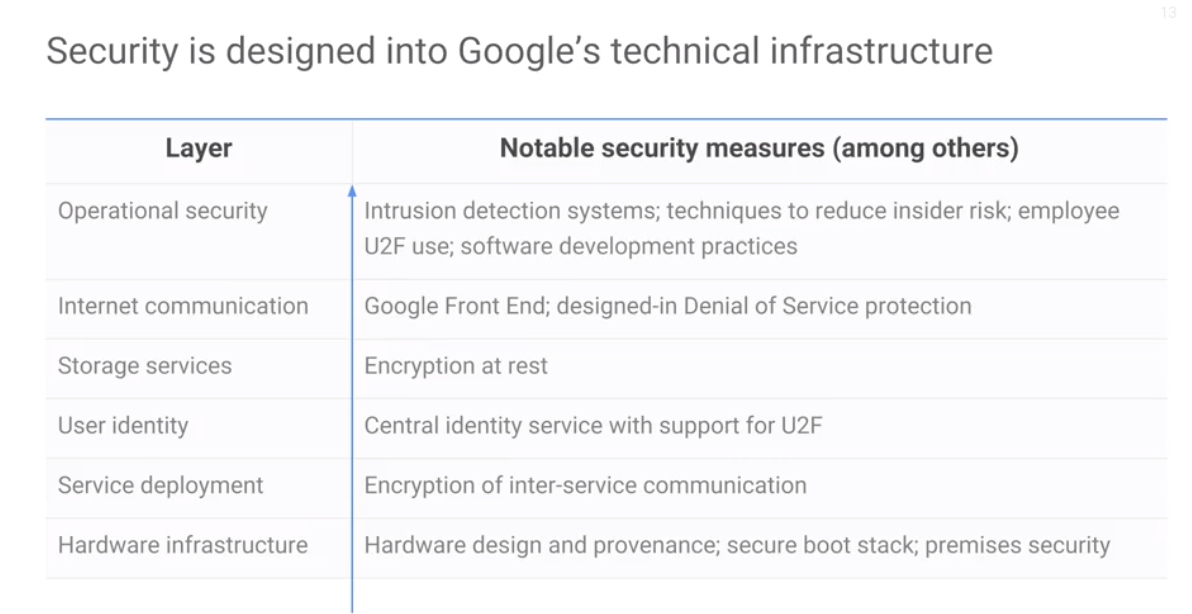 13
Security is designed into Google’s technical infrastructure
Layer
Notable security measures (among others)
Operational security
Intrusion detection systems; techniques to reduce insider risk; employee
U2F use; software development practices
Internet communication
Google Front End; designed-in Denial of Service protection
Storage services
Encryption at rest
User identity
Central identity service with support for U2F
Service deployment
Encryption of inter-service communication
Hardware infrastructure
Hardware design and provenance; secure boot stack; premises security